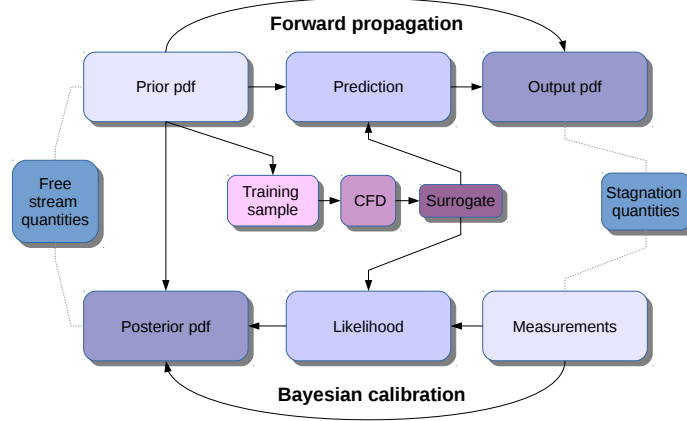 Forward propagation
Prior pdf
Prediction
Output pdf
Free
stream
quantities
Training
sample
CFD
Surrogate
Stagnation
quantities
Posterior pdf
Likelihood
Measurements
Bayesian calibration